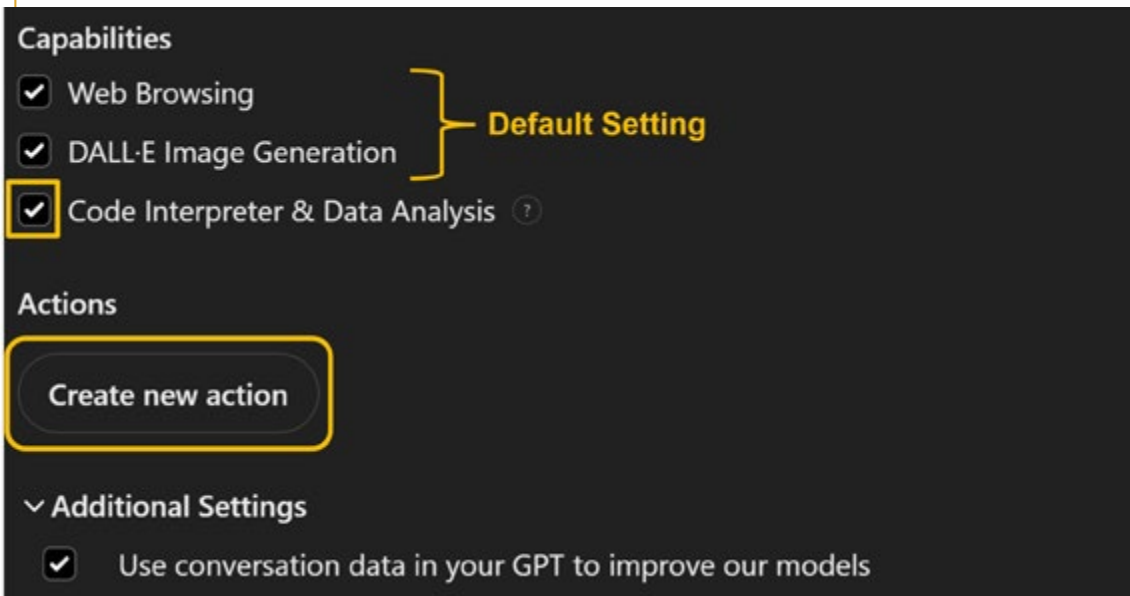 Capabilities
Web Browsing
Default Setting
DALL·E Image Generation
Code Interpreter & Data Analysis ?
Actions
Create new action
Additional Settings
Use conversation data in your GPT to improve our models